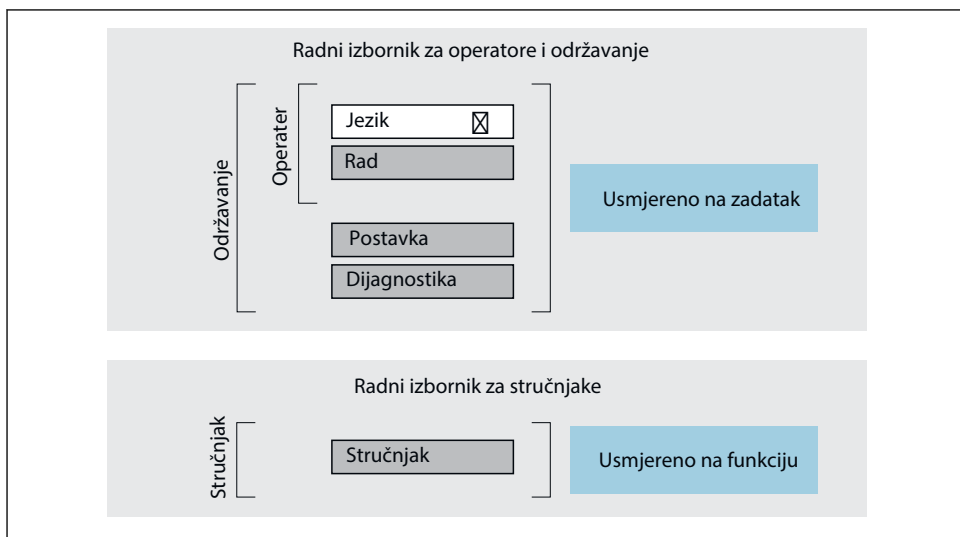 Radni izbornik za operatore i održavanje
Održavanje
Operater
Jezik
Rad
Postavka
Dijagnostika
Usmjereno na zadatak
Radni izbornik za stručnjake
Stručnjak
Stručnjak
Usmjereno na funkciju